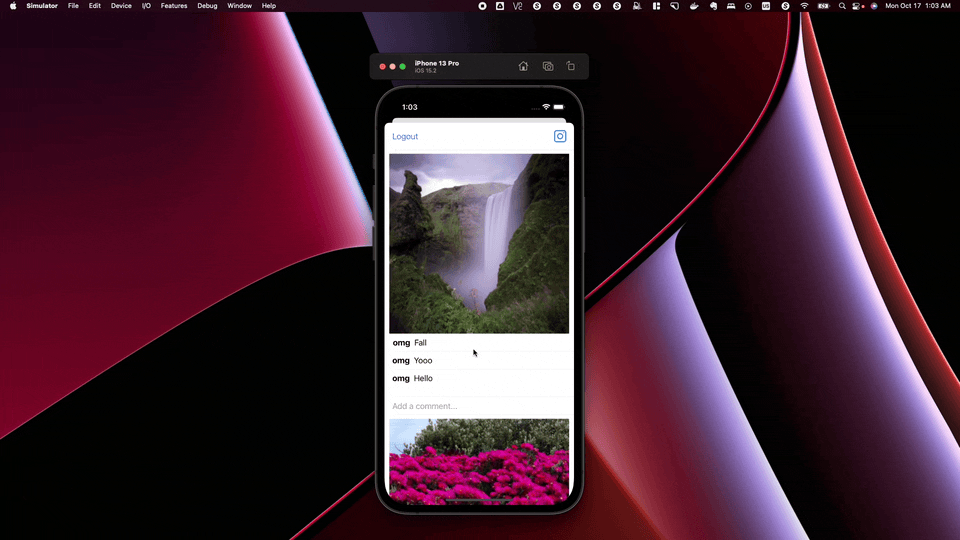 Simulator File Edit Device I/O Features Debug Window Help
US
Mon Oct 17 1:03 AM
iPhone 13 Pro
iOS 15.2
1:03
Logout
omg Fall
omg Yooo
omg Hello
Add a comment...